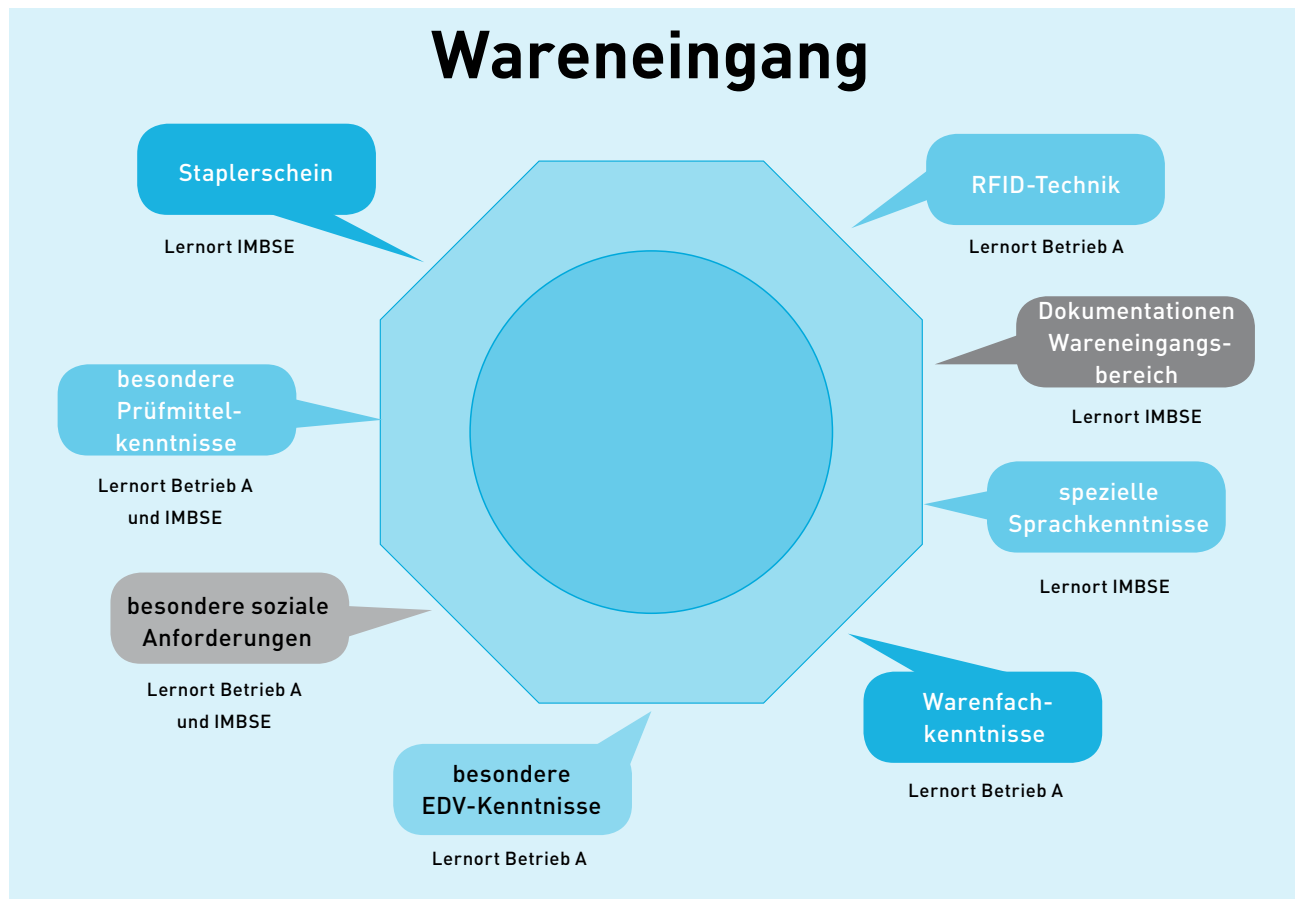 Wareneingang
Staplerschein
Lernort IMBSE
RFID-Technik
Lernort Betrieb A
Dokumentationen
Wareneingangs-
bereich
Lernort IMBSE
besondere
Prüfmittel-
kenntnisse
Lernort Betrieb A
und IMBSE
spezielle
Sprachkenntnisse
Lernort IMBSE
besondere soziale
Anforderungen
Lernort Betrieb A
und IMBSE
Warenfach-
kenntnisse
Lernort Betrieb A
besondere
EDV-Kenntnisse
Lernort Betrieb A